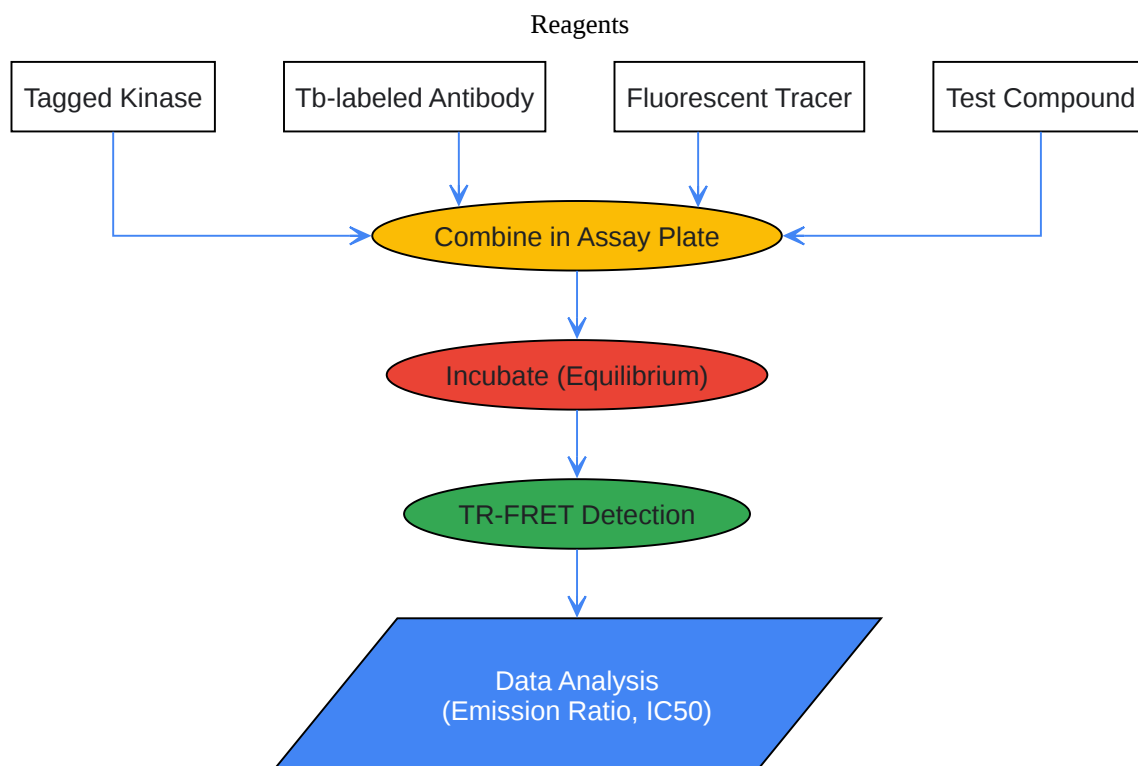 Reagents
Tagged Kinase
Tb-labeled Antibody
Fluorescent Tracer
Test Compound
Combine in Assay Plate
Incubate (Equilibrium)
TR-FRET Detection
Data Analysis
(Emission Ratio, IC50)